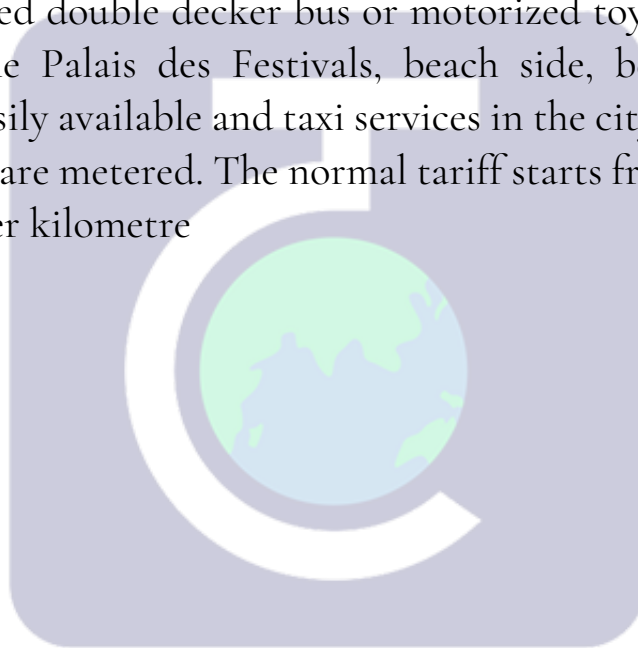 ed double decker bus or motorized toy
e Palais des Festivals, beach side, b
sily available and taxi services in the city
are metered. The normal tariff starts fr
er kilometre